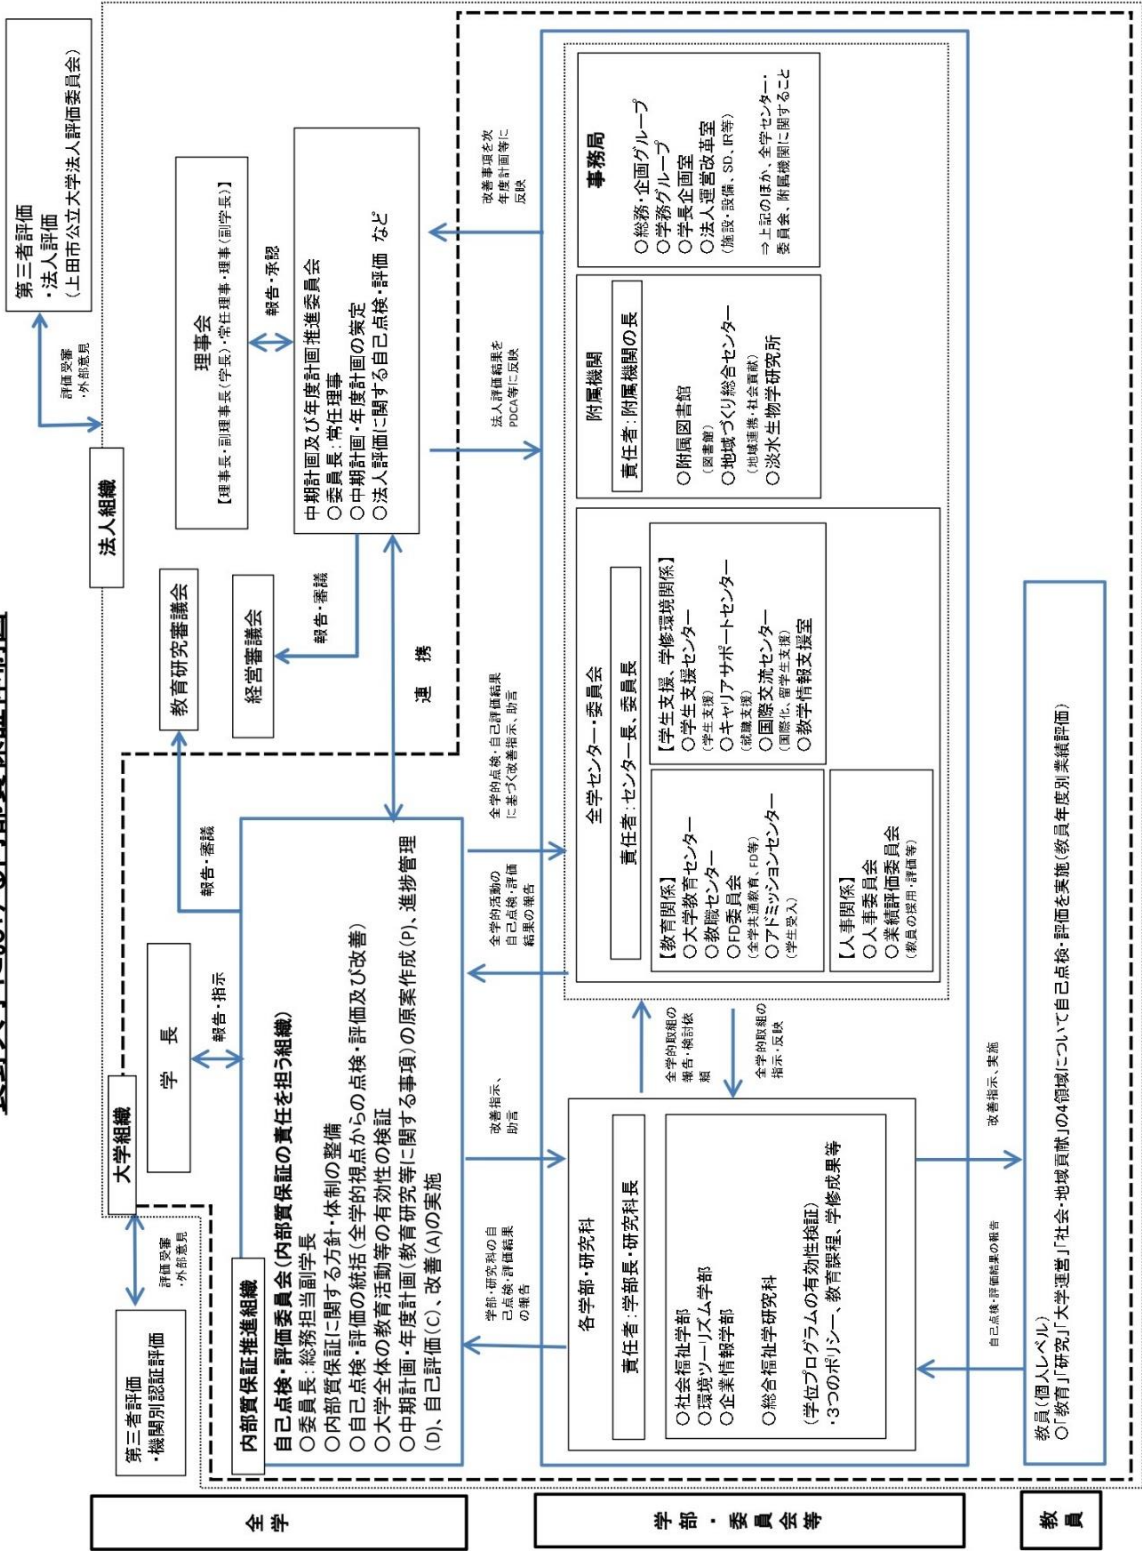 第三者評価
・法人評価
（上田市公立大学法人評価委員会）
評価受審
・外部意見
法人組織
理事会
【理事長・副理事長（学長）・常任理事・理事（副学長）】
報告・承認
中期計画及び年度計画推進委員会
○委員長：常任理事
○中期計画・年度計画の策定
○法人評価に関する自己点検・評価 など
教育研究審議会
経営審議会
報告・審議
報告・審議
連 携
大学組織
学 長
報告・指示
第三者評価
・機関別認証評価
評価受審
・外部意見
全学
内部質保証推進組織
自己点検・評価委員会（内部質保証の責任を担う組織）
○委員長：総務担当副学長
○内部質保証に関する方針・体制の整備
○自己点検・評価の統括（全学的視点からの点検・評価及び改善）
○大学全体の教育活動等の有効性の検証
○中期計画・年度計画（教育研究等に関する事項）の原案作成（P）、進捗管理
（D）、自己評価（C）、改善（A）の実施
学部・研究科の自
己点検・評価結果
の報告
改善指示、
助言
全学的活動の
自己点検・評価
結果の報告
全学的点検・自己評価結果
に基づく改善指示、助言
法人評価結果を
PDCA等に反映
改善事項を次
年度計画等に
反映
学部・委員会等
各学部・研究科
責任者：学部長・研究科長
○社会福祉学部
○環境ツーリズム学部
○企業情報学部
○総合福祉学研究科
（学位プログラムの有効性検証）
・3つのポリシー、教育課程、学修成果等
全学的取組の
報告・検討依
頼
全学的取組の
指示・反映
全学センター・委員会
責任者：センター長、委員長
【教育関係】
○大学教育センター
○教職センター
○FD委員会
（全学共通教育、FD等）
○アドミッションセンター
（学生受入）
【学生支援、学修環境関係】
○学生支援センター
（学生支援）
○キャリアサポートセンター
（就職支援）
○国際交流センター
（国際化、留学生支援）
○教学情報支援室
【人事関係】
○人事委員会
○業績評価委員会
（教員の採用・評価等）
附属機関
責任者：附属機関の長
○附属図書館
（図書館）
○地域づくり総合センター
（地域連携・社会貢献）
○淡水生物学研究所
事務局
○総務・企画グループ
○学務グループ
○学長企画室
○法人運営改革室
（施設・設備、SD、IR等）
⇒上記のほか、全学センター・
委員会、附属機関に関すること
自己点検・評価結果の報告
改善指示、実施
教員
教員（個人レベル）
○「教育」「研究」「大学運営」「社会・地域貢献」の4領域について自己点検・評価を実施（教員年度別業績評価）